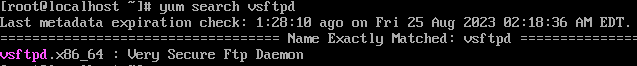 [root@localhost ~]# yum search vsftpd
Last metadata expiration check: 1:28:10 ago on Fri 25 Aug 2023 02:18:36 AM EDT.
================================== Name Exactly Matched: vsftpd ==============
vsftpd.x86_64 : Very Secure Ftp Daemon